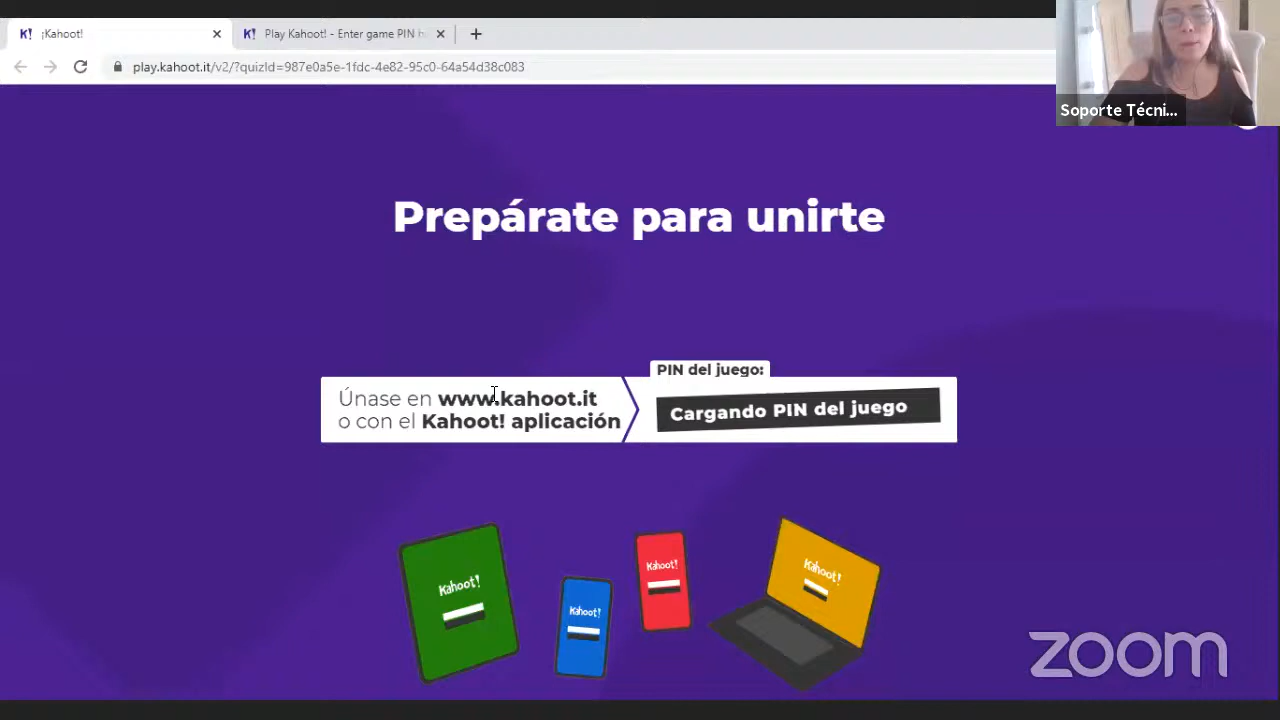 ¡Kahoot!
Play Kahoot! - Enter game PIN h
play.kahoot.it/v2/?quizId=987e0a5e-1fdc-4e82-95c0-64a54d38c083
Soporte Técni...
Prepárate para unirte
PIN del juego:
Únase en www.kahoot.it
o con el Kahoot! aplicación
Cargando PIN del juego
Kahoot!
Kahoot!
Kahoot!
Kahoot!
zoom